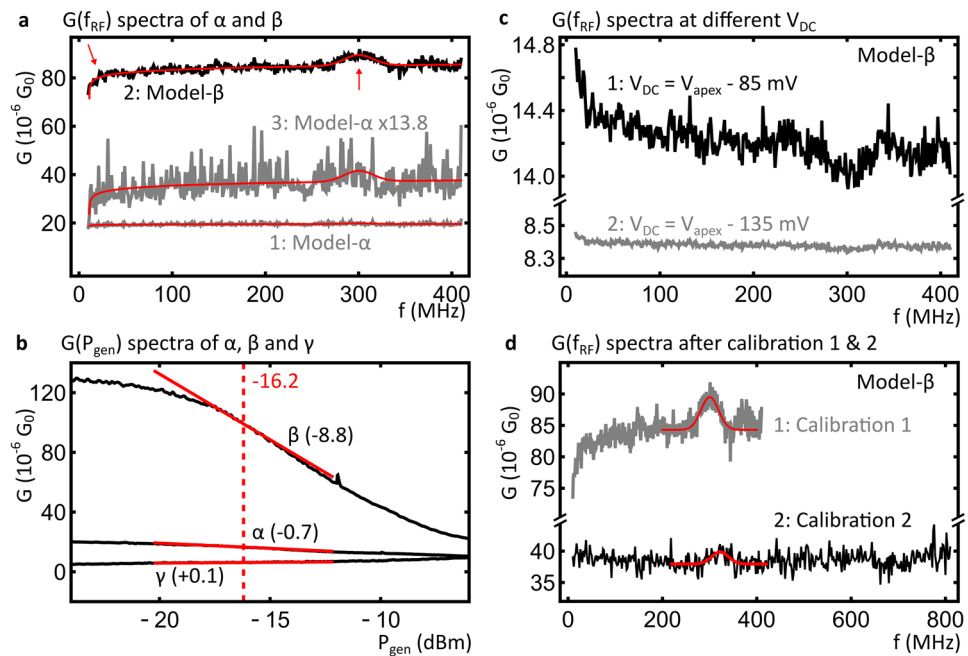 a G(fRF) spectra of α and β
G (10⁻⁶ G₀)
80
60
40
20
2: Model-β
3: Model-α x13.8
1: Model-α
0 100 200 300 400
f (MHz)
b G(Pgen) spectra of α, β and γ
G (10⁻⁶ G₀)
120
80
40
0
-16.2
β (-8.8)
α (-0.7)
γ (+0.1)
- 20 - 15 - 10
Pgen (dBm)
c G(fRF) spectra at different VDC
G (10⁻⁶ G₀)
14.8
14.4
14.0
8.5
8.3
Model-β
1: VDC = Vapex - 85 mV
2: VDC = Vapex - 135 mV
0 100 200 300 400
f (MHz)
d G(fRF) spectra after calibration 1 & 2
G (10⁻⁶ G₀)
95
90
85
80
75
40
35
Model-β
1: Calibration 1
2: Calibration 2
0 200 400 600 800
f (MHz)